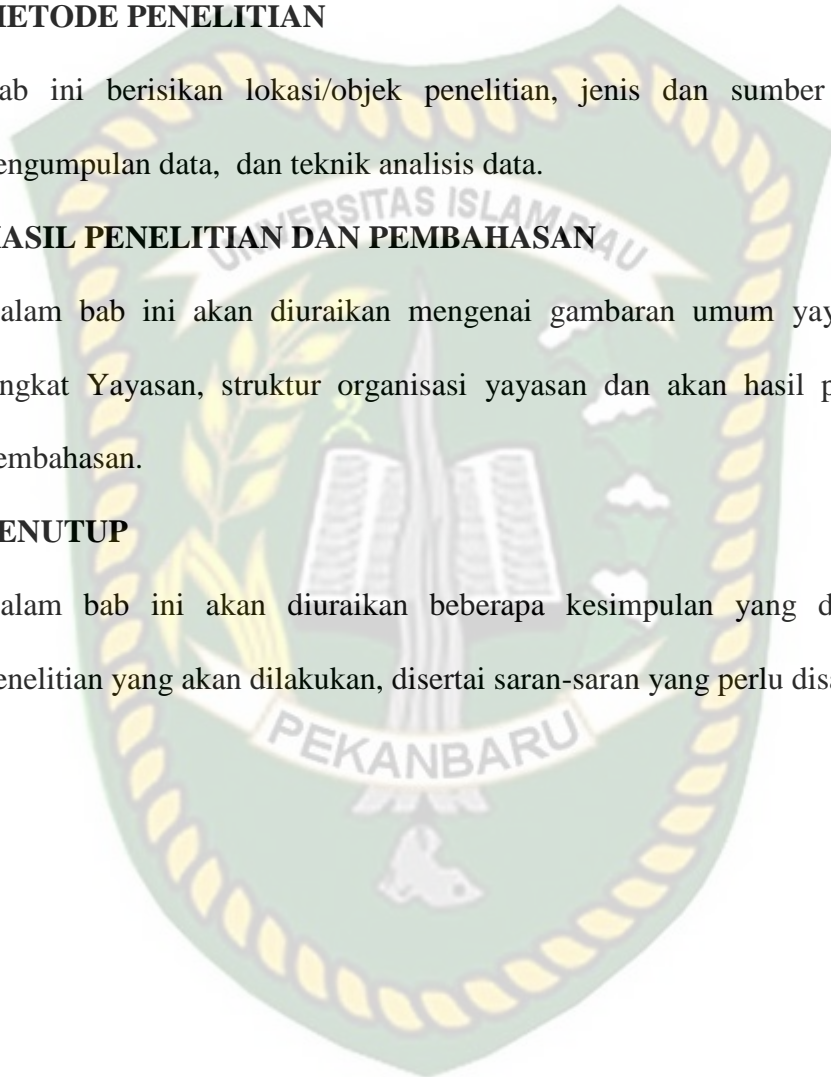 METODE PENELITIAN
ab ini berisikan lokasi/objek penelitian, jenis dan sumber
engumpulan data, dan teknik analisis data.
UNIVERSITAS ISLAM RIAU
HASIL PENELITIAN DAN PEMBAHASAN
alam bab ini akan diuraikan mengenai gambaran umum yay
ingkat Yayasan, struktur organisasi yayasan dan akan hasil p
embahasan.
PENUTUP
alam bab ini akan diuraikan beberapa kesimpulan yang d
enelitian yang akan dilakukan, disertai saran-saran yang perlu disa
PEKANBARU